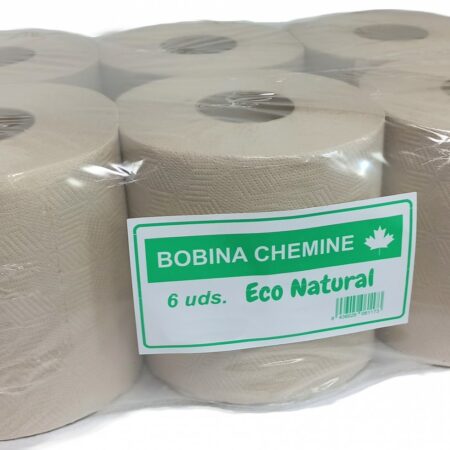 BOBINA CHEMINE
6 uds. Eco Natural